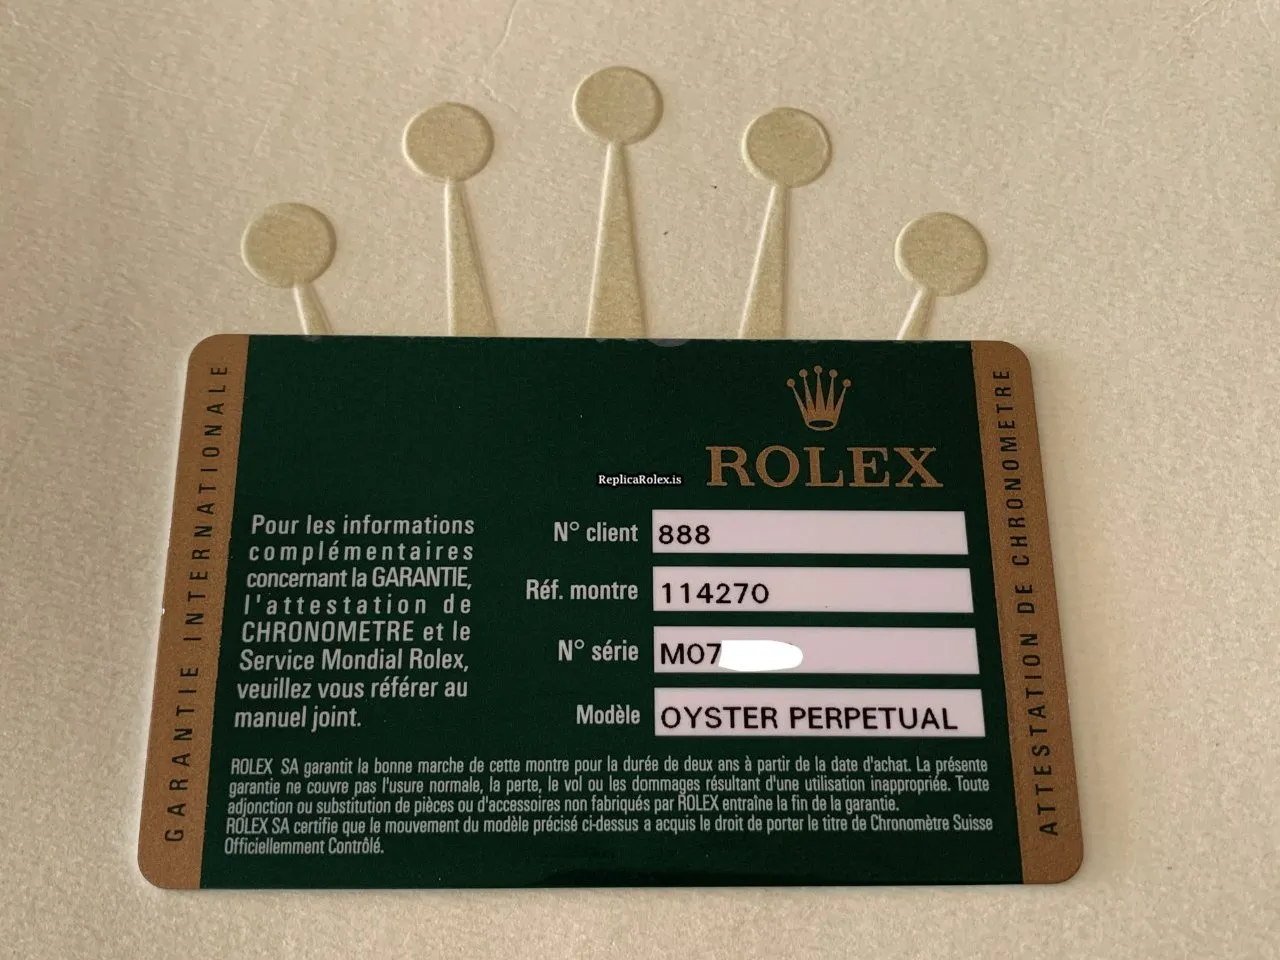 GARANTIE INTERNATIONALE
ROLEX
ReplicaRolex.is
Pour les informations
complémentaires
concernant la GARANTIE,
l'attestation de
CHRONOMETRE et le
Service Mondial Rolex,
veuillez vous référer au
manuel joint.
N° client 888
Réf. montre 114270
N° série M07
Modèle OYSTER PERPETUAL
ROLEX SA garantit la bonne marche de cette montre pour la durée de deux ans à partir de la date d'achat. La présente
garantie ne couvre pas l'usure normale, la perte, le vol ou les dommages résultant d'une utilisation inappropriée. Toute
adjonction ou substitution de pièces ou d'accessoires non fabriqués par ROLEX entraîne la fin de la garantie.
ROLEX SA certifie que le mouvement du modèle précisé ci-dessus a acquis le droit de porter le titre de Chronomètre Suisse
Officiellemment Contrôlé.
ATTESTATION DE CHRONOMETRE